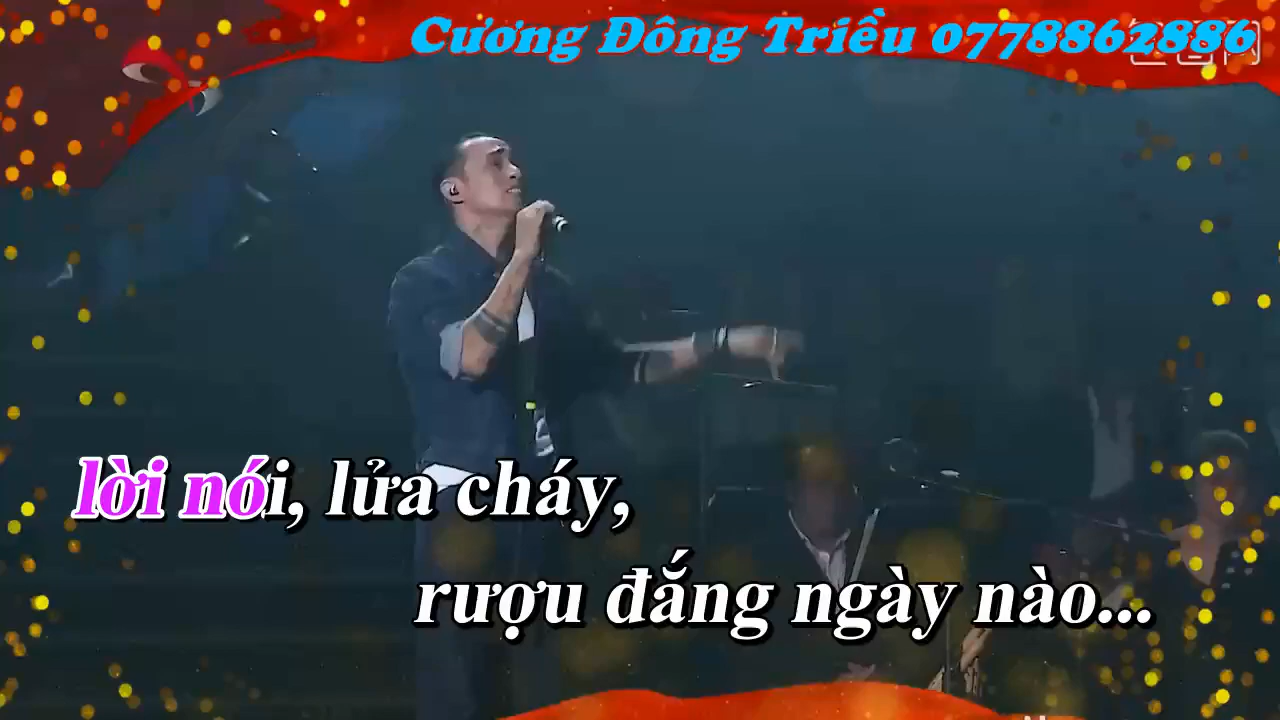 Cương Đông Triều 0778862886
lời nói, lửa cháy,
rượu đắng ngày nào...